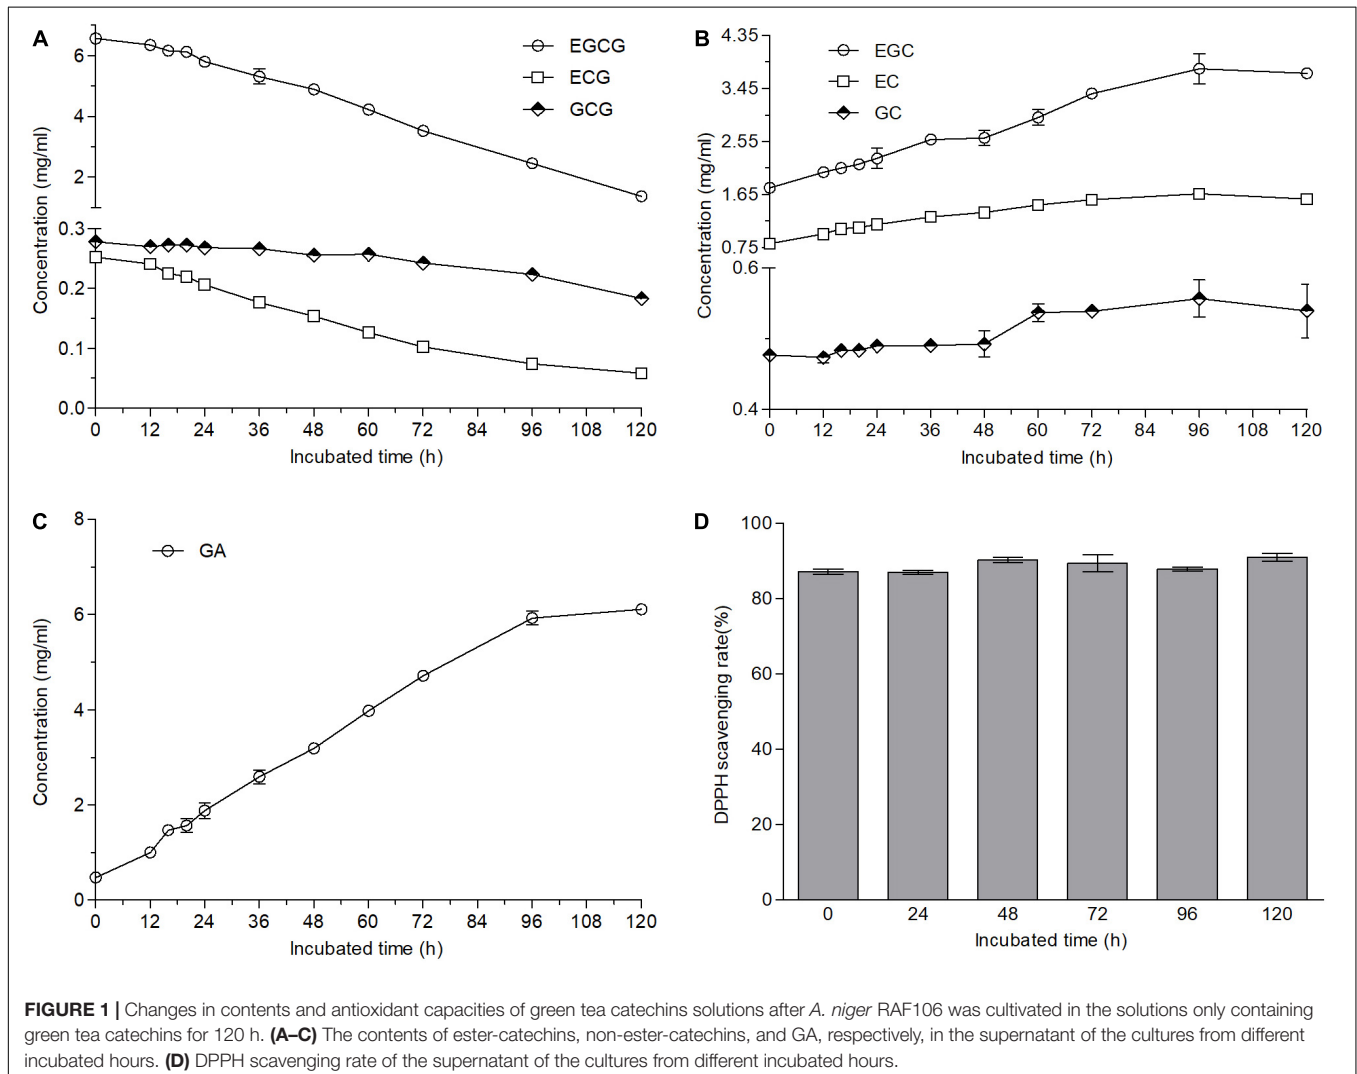 A
EGCG
ECG
GCG
6
4
2
0.3
0.2
0.1
0.0
Concentration (mg/ml)
0 12 24 36 48 60 72 84 96 108 120
Incubated time (h)
B
EGC
EC
GC
4.35
3.45
2.55
1.65
0.75
0.6
0.4
Concentration (mg/ml)
0 12 24 36 48 60 72 84 96 108 120
Incubated time (h)
C
GA
8
6
4
2
0
Concentration (mg/ml)
0 12 24 36 48 60 72 84 96 108 120
Incubated time (h)
D
100
80
60
40
20
0
DPPH scavenging rate(%)
0 24 48 72 96 120
Incubated time (h)
FIGURE 1 | Changes in contents and antioxidant capacities of green tea catechins solutions after A. niger RAF106 was cultivated in the solutions only containing
green tea catechins for 120 h. (A–C) The contents of ester-catechins, non-ester-catechins, and GA, respectively, in the supernatant of the cultures from different
incubated hours. (D) DPPH scavenging rate of the supernatant of the cultures from different incubated hours.